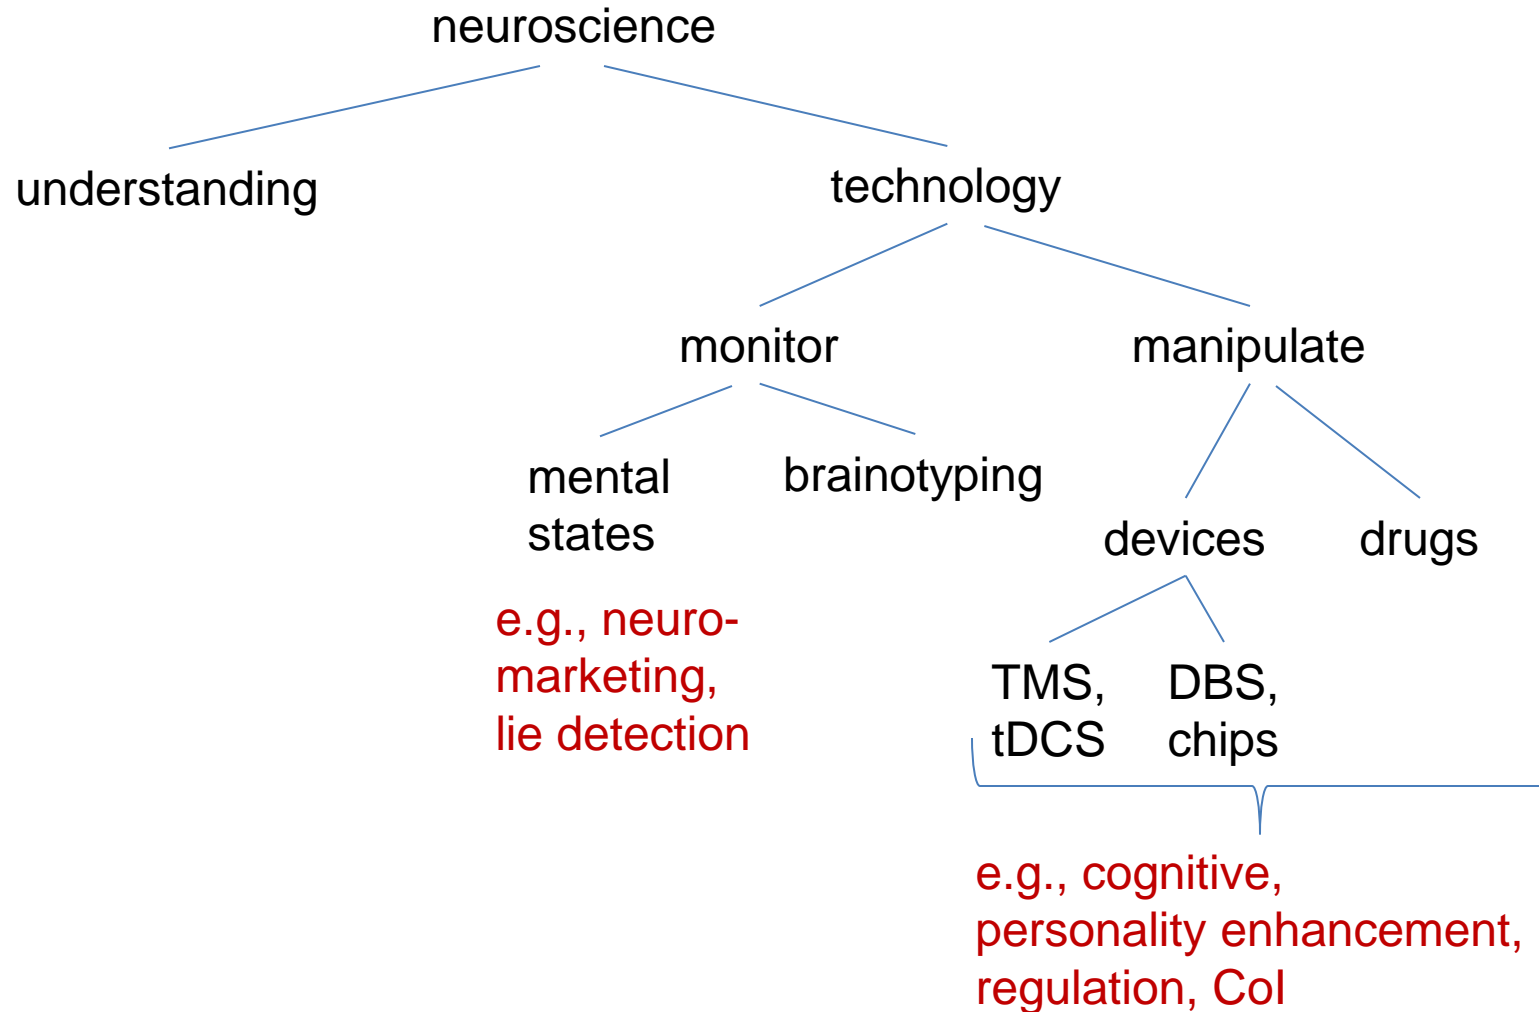 neuroscience
understanding
technology
monitor
manipulate
mental
states
brainotyping
devices
drugs
e.g., neuro-
marketing,
lie detection
TMS,
tDCS
DBS,
chips
e.g., cognitive,
personality enhancement,
regulation, CoI